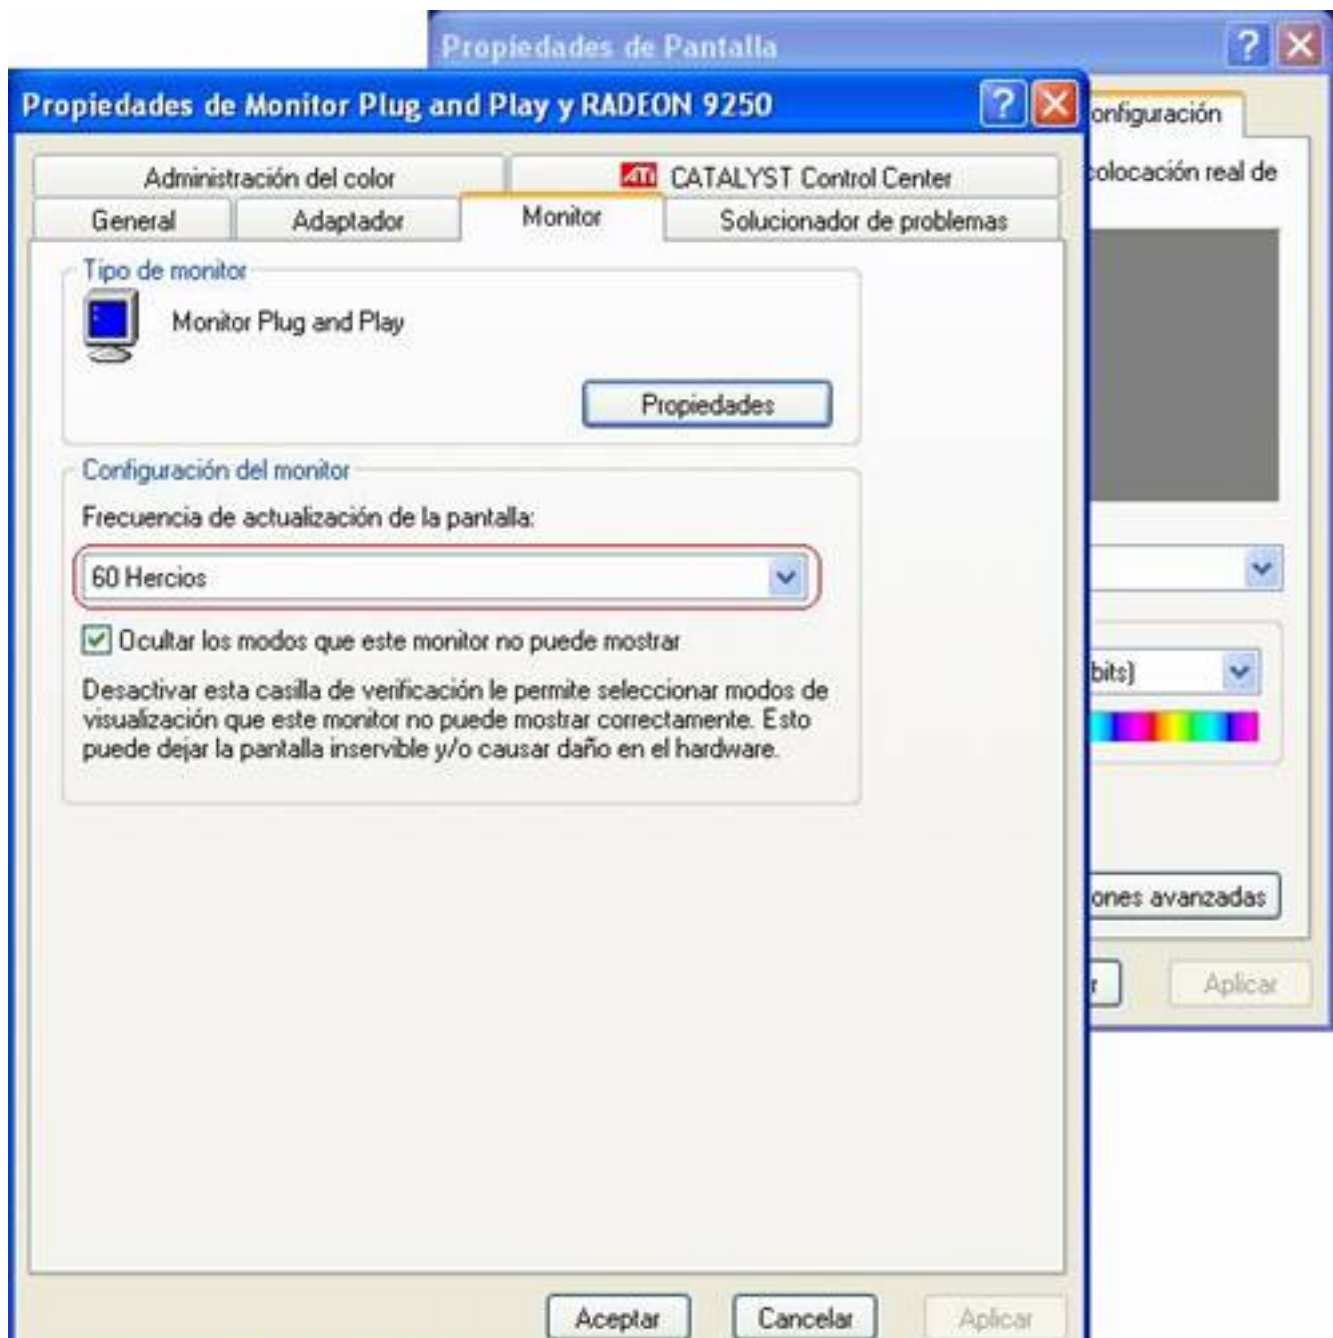 Propiedades de Pantalla
Propiedades de Monitor Plug and Play y RADEON 9250
onfiguración
Administración del color
ATI CATALYST Control Center
colocación real de
General
Adaptador
Monitor
Solucionador de problemas
Tipo de monitor
Monitor Plug and Play
Propiedades
Configuración del monitor
Frecuencia de actualización de la pantalla:
60 Hercios
Ocultar los modos que este monitor no puede mostrar
bits)
Desactivar esta casilla de verificación le permite seleccionar modos de
visualización que este monitor no puede mostrar correctamente. Esto
puede dejar la pantalla inservible y/o causar daño en el hardware.
ones avanzadas
r
Aplicar
Aceptar
Cancelar
Aplicar